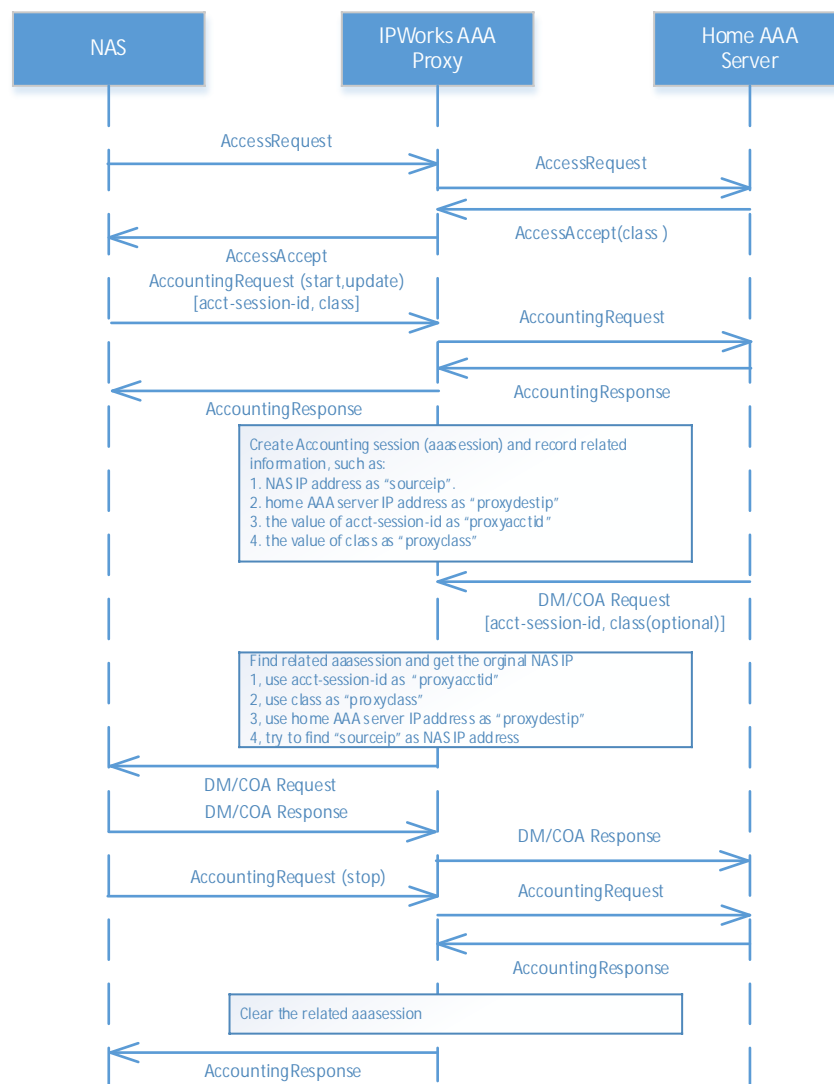 NAS
IPWorks AAA
Proxy
Home AAA
Server
AccessRequest
AccessRequest
AccessAccept(class )
AccessAccept
AccountingRequest (start,update)
[acct-session-id, class]
AccountingRequest
AccountingResponse
AccountingResponse
Create Accounting session (aaasession) and record related
information, such as:
1. NAS IP address as “sourceip”.
2. home AAA server IP address as “proxydestip”
3. the value of acct-session-id as “proxyacctid”
4. the value of class as “proxyclass”
DM/COA Request
[acct-session-id, class(optional)]
Find related aaasession and get the orginal NAS IP
1, use acct-session-id as “proxyacctid”
2, use class as “proxyclass”
3, use home AAA server IP address as “proxydestip”
4, try to find “sourceip” as NAS IP address
DM/COA Request
DM/COA Response
DM/COA Response
AccountingRequest (stop)
AccountingRequest
AccountingResponse
Clear the related aaasession
AccountingResponse